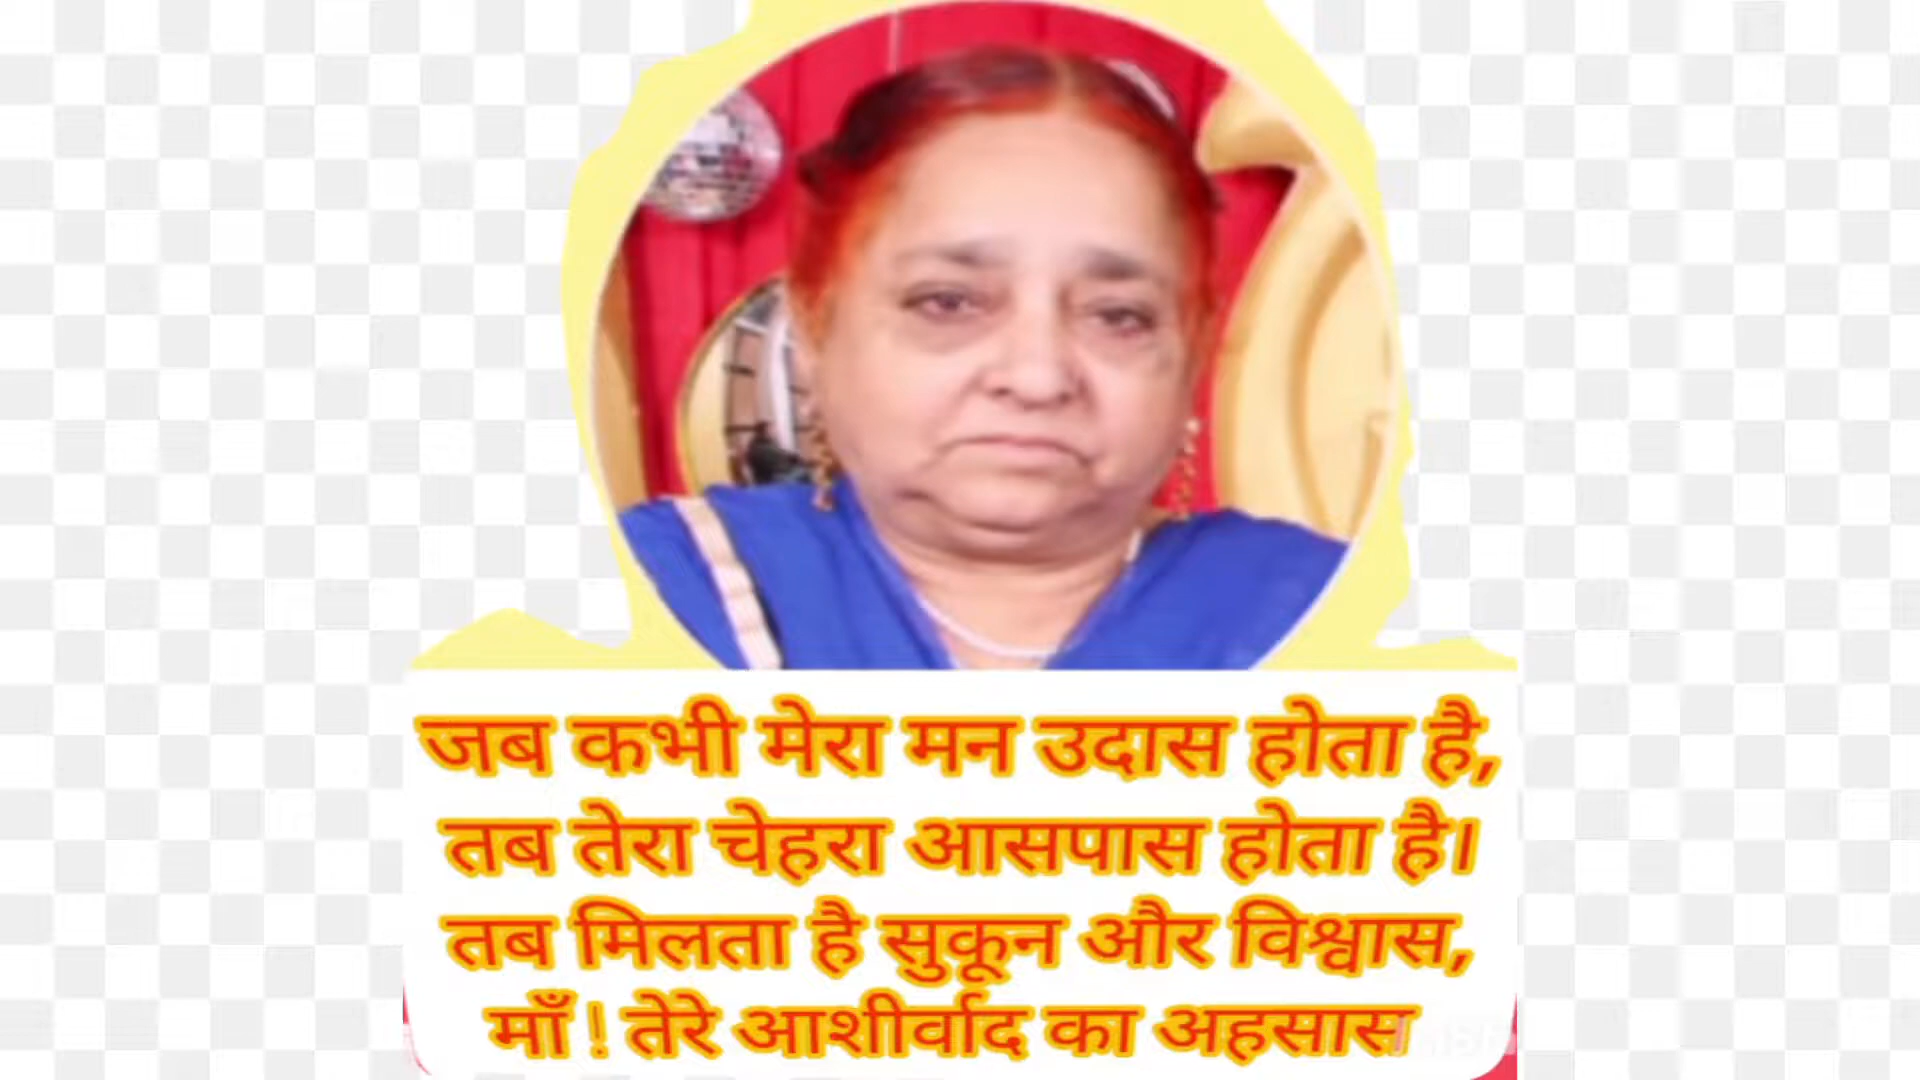 जब कभी मेरा मन उदास होता है,
तब तेरा चेहरा आसपास होता है।
तब मिलता है सुकून और विश्वास,
माँ ! तेरे आशीर्वाद का अहसास